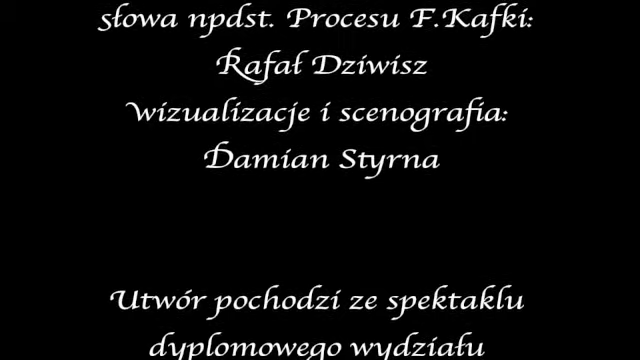 słowa npdst. Procesu F.Kafki:
Rafał Dziwisz
wizualizacje i scenografia:
Damian Styrna
Utwór pochodzi ze spektaklu
dyplomowego wydziału